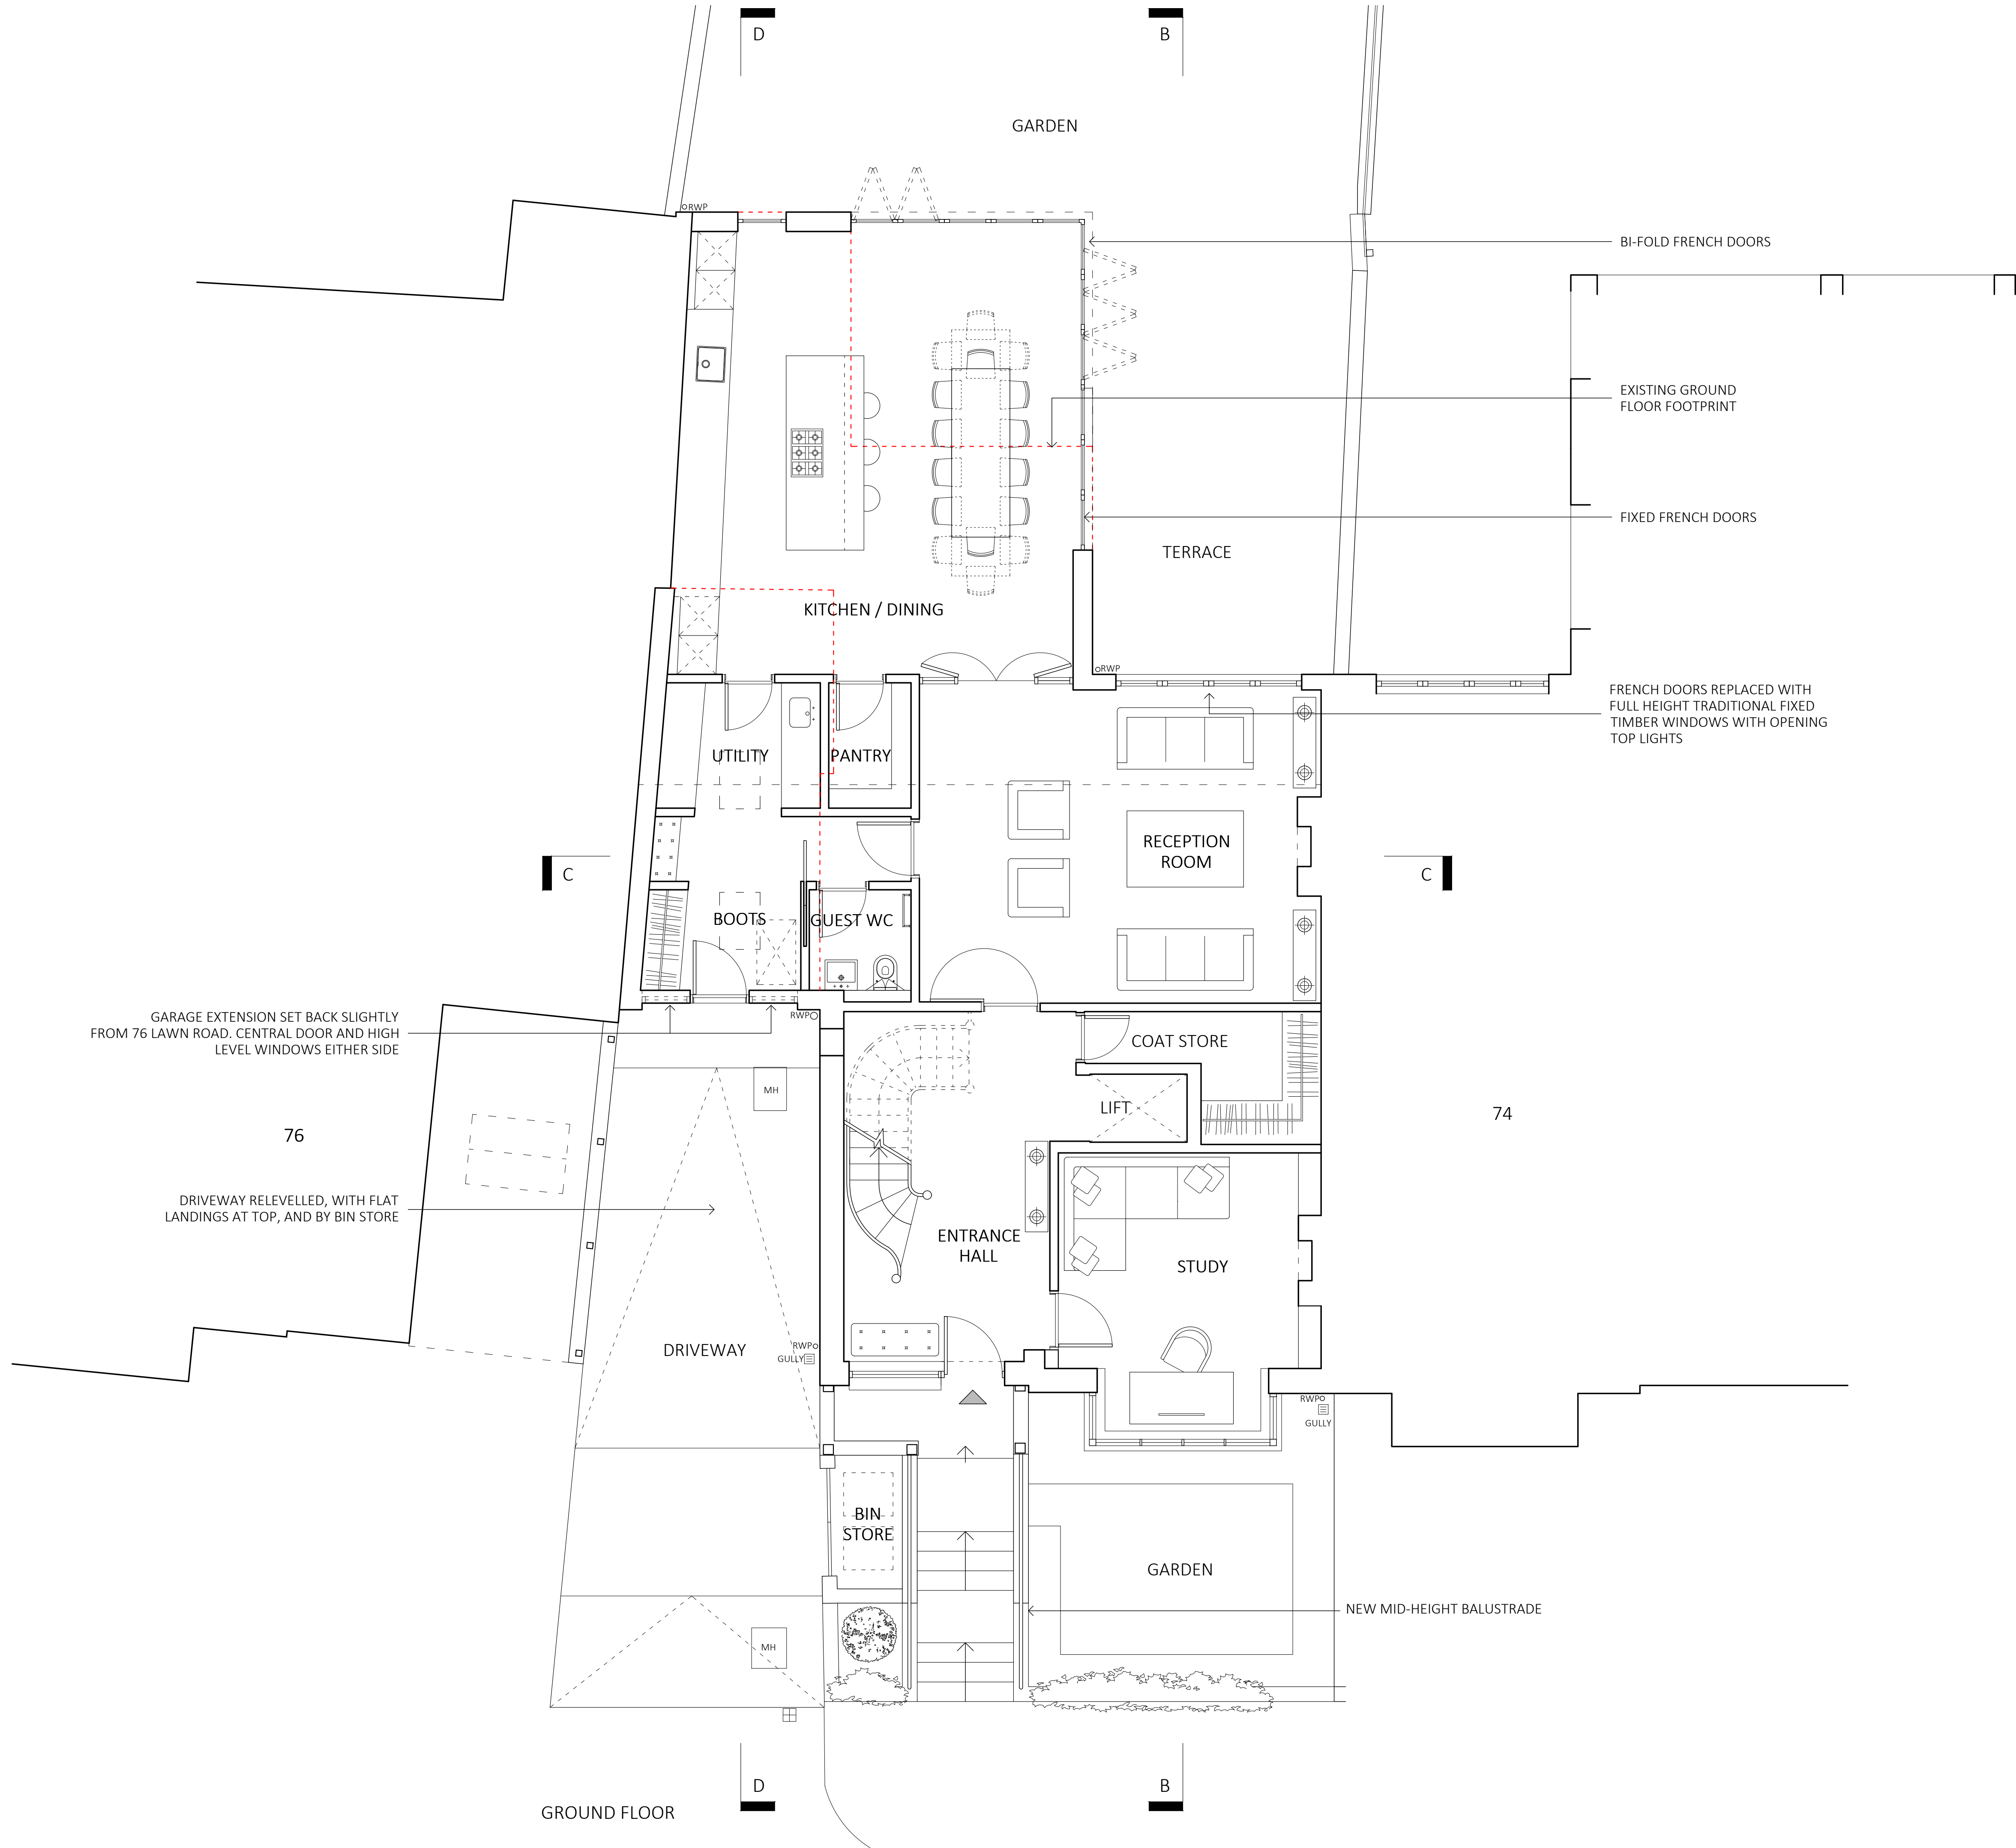 D
B
GARDEN
RWP
BI-FOLD FRENCH DOORS
EXISTING GROUND
FLOOR FOOTPRINT
FIXED FRENCH DOORS
TERRACE
KITCHEN / DINING
RWP
FRENCH DOORS REPLACED WITH
FULL HEIGHT TRADITIONAL FIXED
TIMBER WINDOWS WITH OPENING
TOP LIGHTS
UTILITY
PANTRY
RECEPTION
ROOM
C
C
BOOTS
GUEST WC
GARAGE EXTENSION SET BACK SLIGHTLY
FROM 76 LAWN ROAD. CENTRAL DOOR AND HIGH
LEVEL WINDOWS EITHER SIDE
RWP
COAT STORE
MH
LIFT
76
74
DRIVEWAY RELEVELLED, WITH FLAT
LANDINGS AT TOP, AND BY BIN STORE
ENTRANCE
HALL
STUDY
DRIVEWAY
RWP
GULLY
RWP
GULLY
BIN
STORE
GARDEN
NEW MID-HEIGHT BALUSTRADE
MH
D
B
GROUND FLOOR